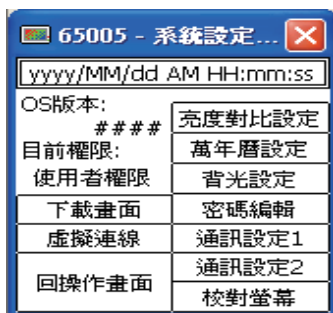 65005 - 系統設定...
yyyy/MM/dd AM HH:mm:ss
OS版本:
####
目前權限:
使用者權限
亮度對比設定
萬年曆設定
背光設定
下載畫面
密碼編輯
虛擬連線
通訊設定1
回操作畫面
通訊設定2
校對螢幕